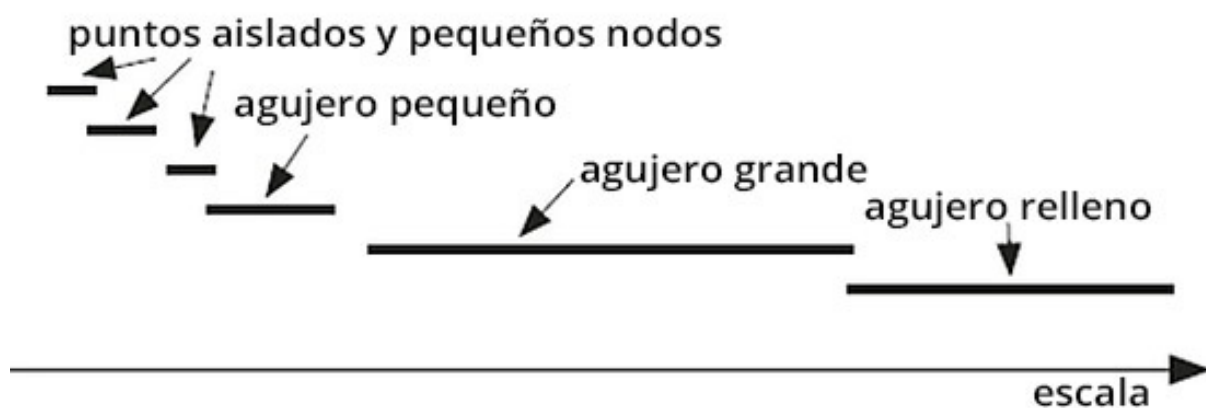 puntos aislados y pequeños nodos
agujero pequeño
agujero grande
agujero relleno
escala